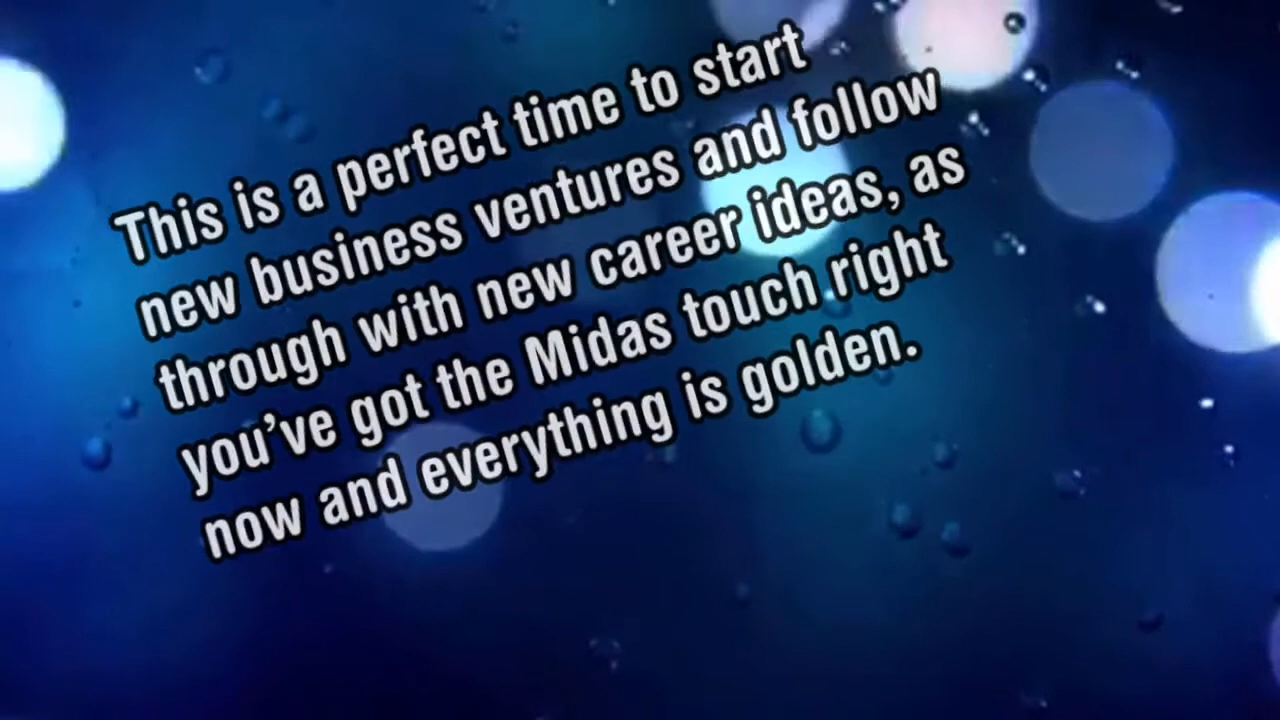 This is a perfect time to start
new business ventures and follow
through with new career ideas, as
you’ve got the Midas touch right
now and everything is golden.